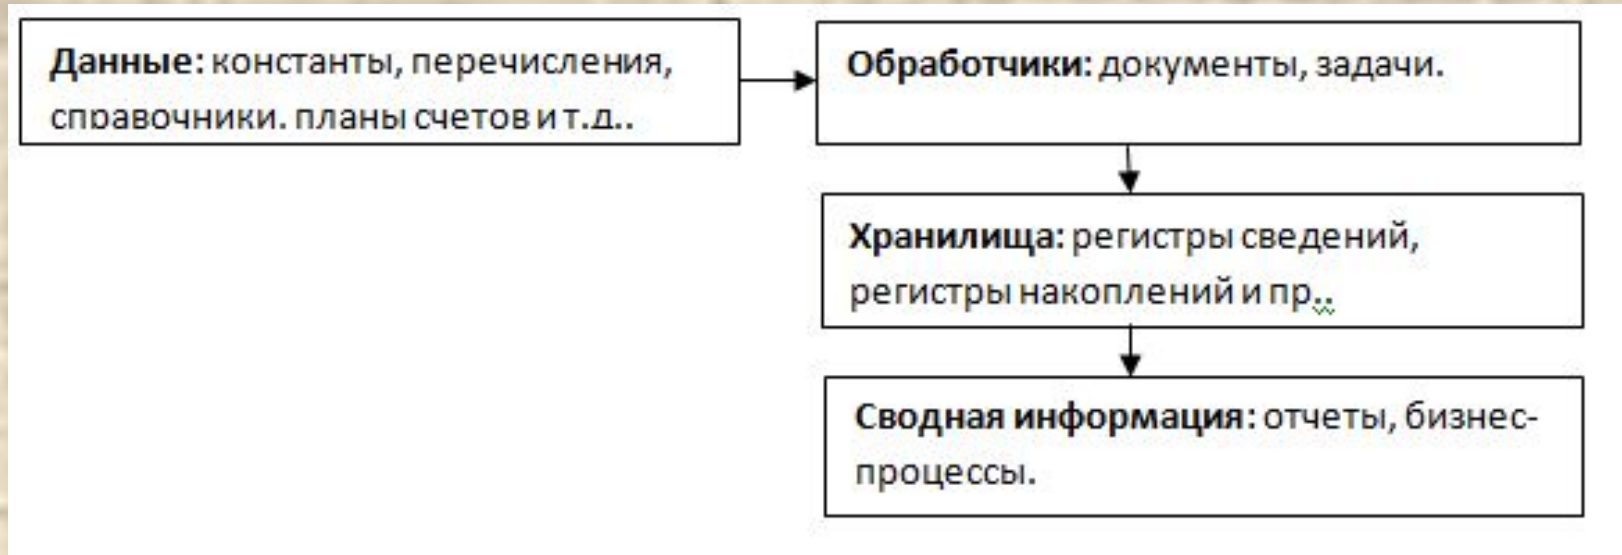 Данные: константы, перечисления,
справочники, планы счетов и т.д..
Обработчики: документы, задачи.
Хранилища: регистры сведений,
регистры накоплений и пр..
Сводная информация: отчеты, бизнес-
процессы.